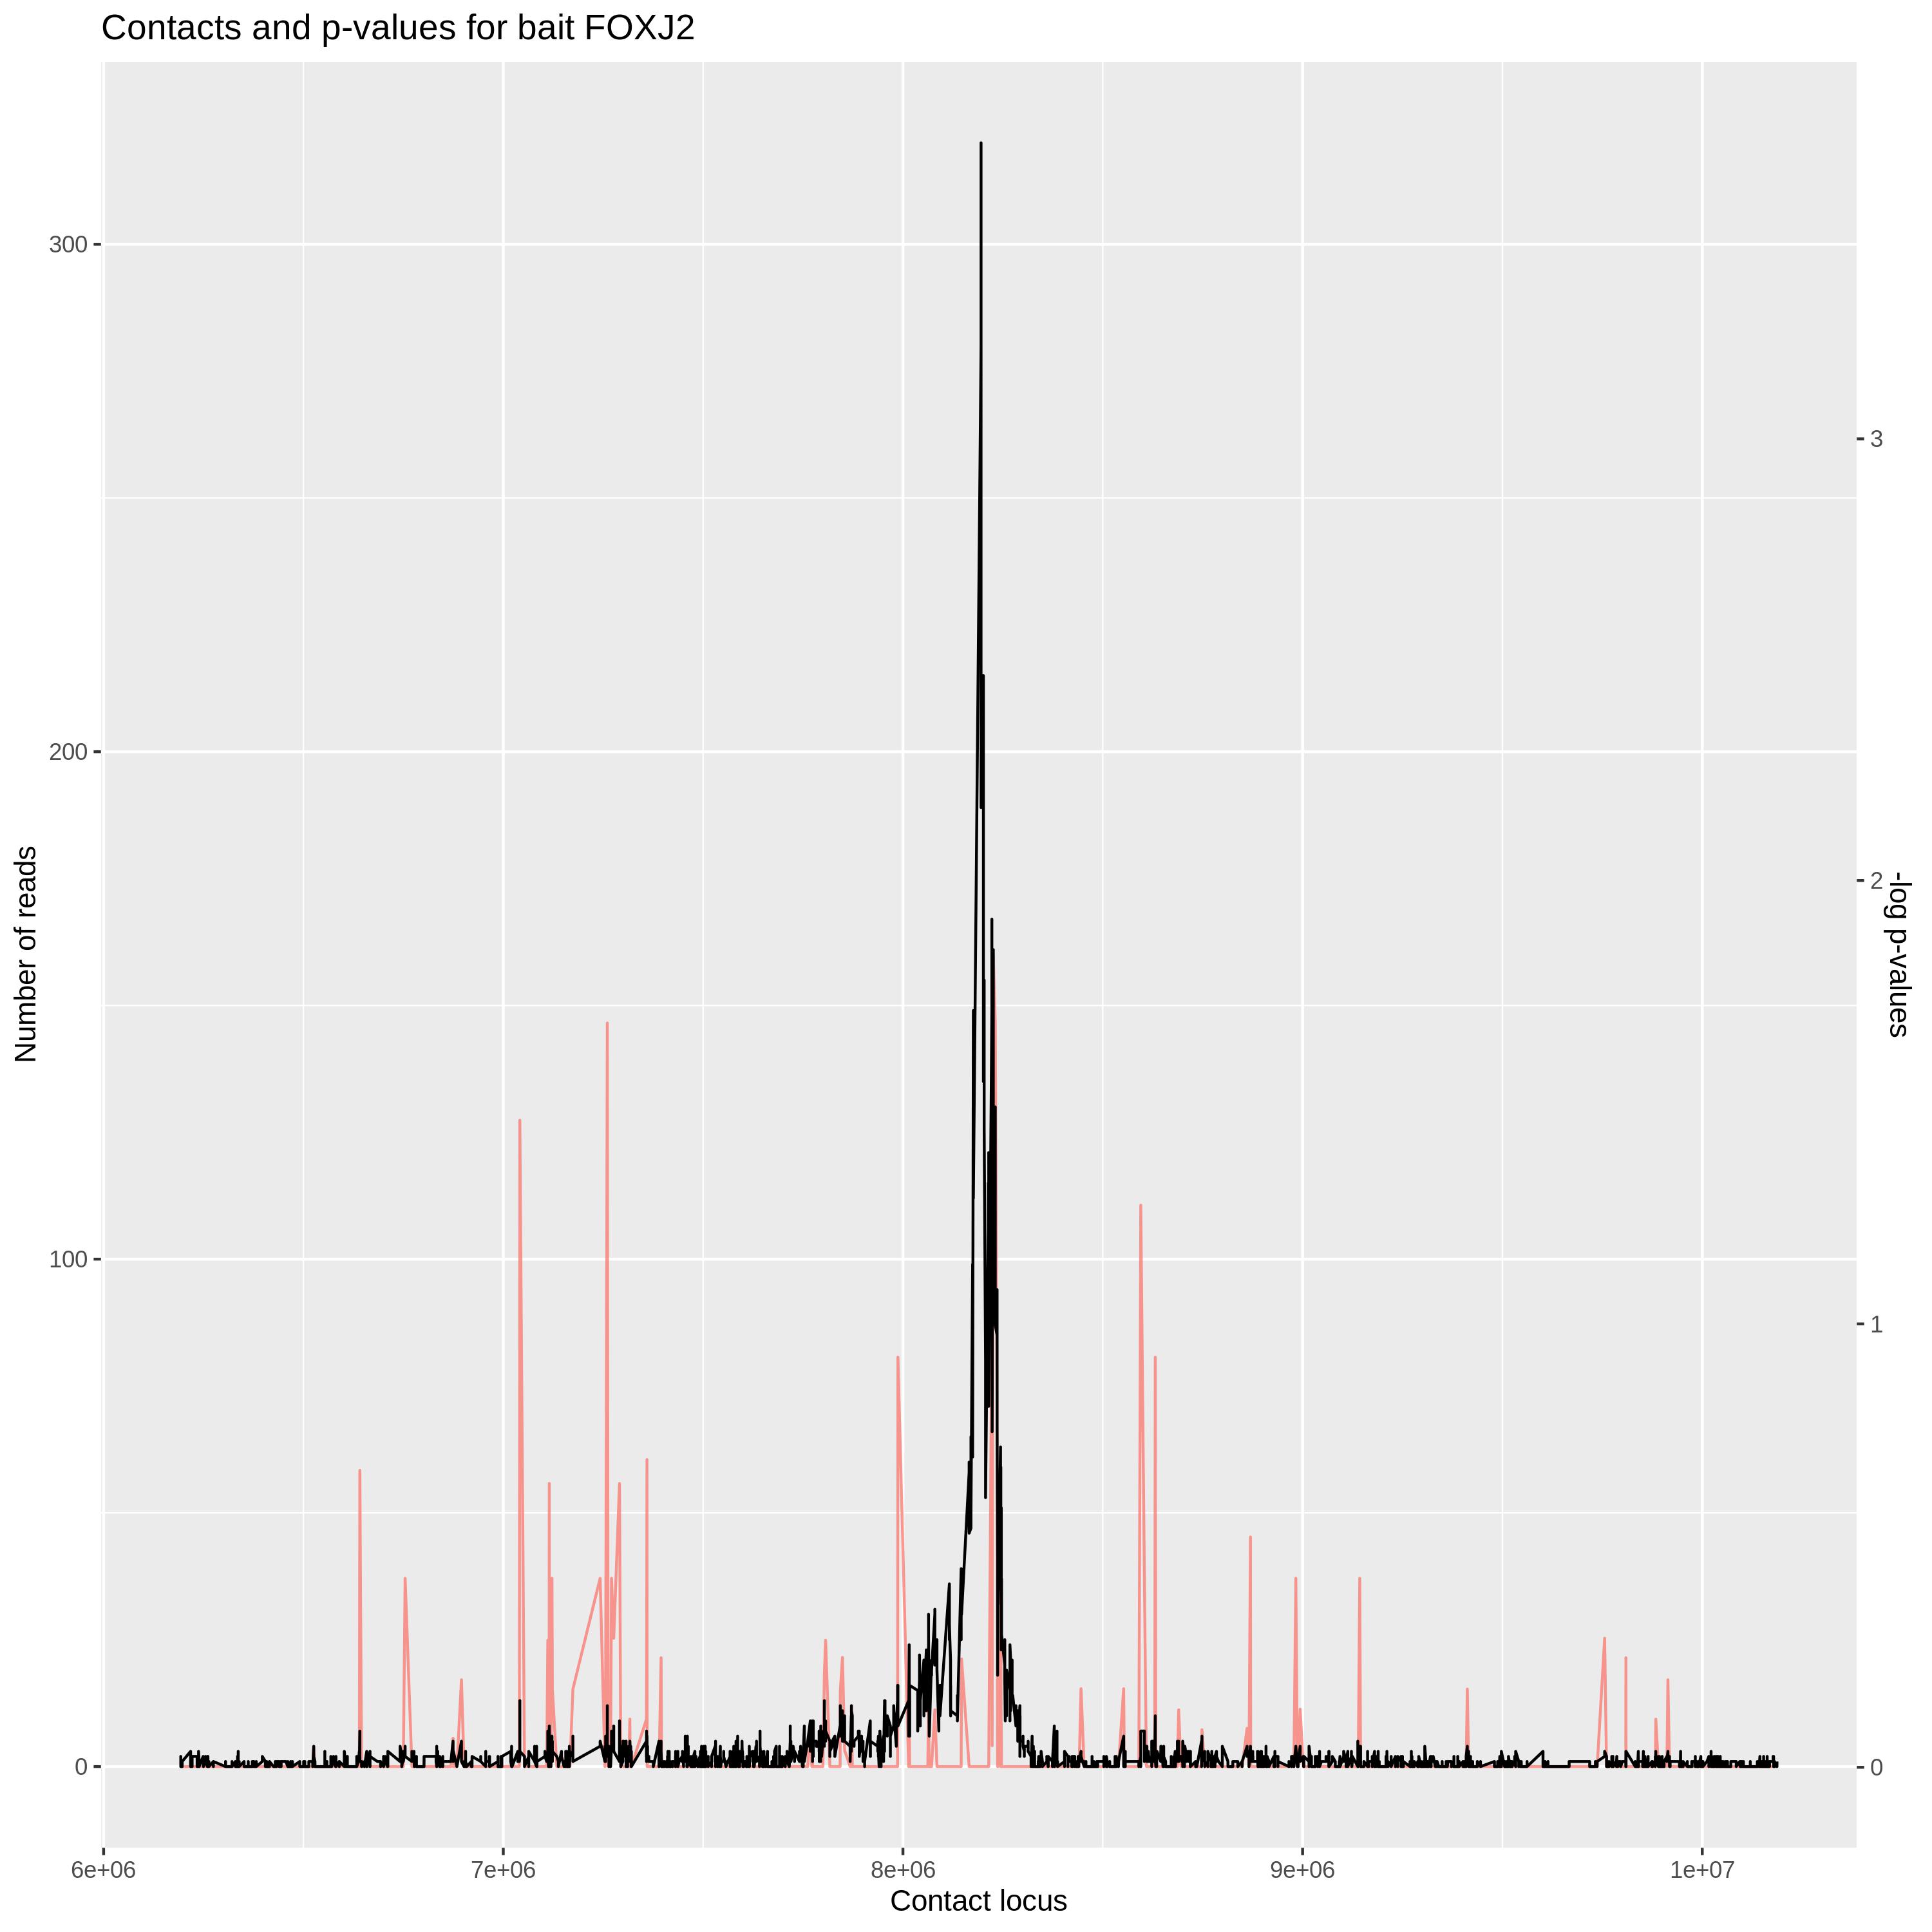 Contacts and p-values for bait FOXJ2
300
200
100
0
Number of reads
3
2
1
0
-log p-values
6e+06
7e+06
8e+06
9e+06
1e+07
Contact locus